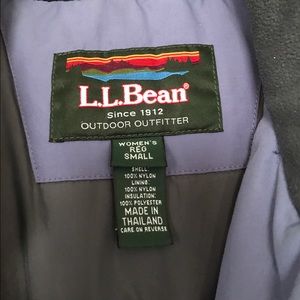 L.L.Bean®
Since 1912
OUTDOOR OUTFITTER
WOMEN'S
REG
SMALL
SHELL:
100% NYLON
LINING:
100% NYLON
INSULATION:
100% POLYESTER
MADE IN
THAILAND
CARE ON REVERSE